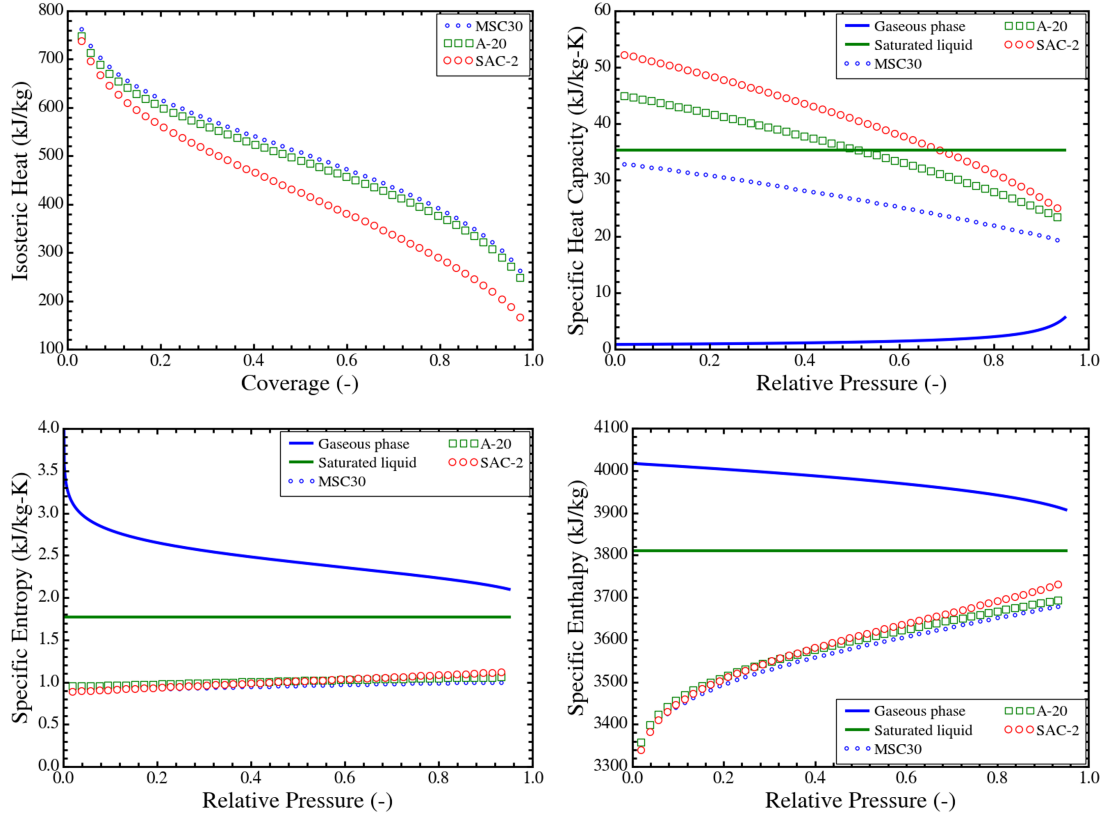 800
700
600
500
400
300
200
100
0.0
0.2
0.4
0.6
0.8
1.0
Isosteric Heat (kJ/kg)
Coverage (-)
MSC30
A-20
SAC-2
60
50
40
30
20
10
0
0.0
0.2
0.4
0.6
0.8
1.0
Specific Heat Capacity (kJ/kg-K)
Relative Pressure (-)
Gaseous phase
Saturated liquid
MSC30
A-20
SAC-2
4.0
3.5
3.0
2.5
2.0
1.5
1.0
0.5
0.0
0.0
0.2
0.4
0.6
0.8
1.0
Specific Entropy (kJ/kg-K)
Relative Pressure (-)
Gaseous phase
Saturated liquid
MSC30
A-20
SAC-2
4100
4000
3900
3800
3700
3600
3500
3400
3300
0.0
0.2
0.4
0.6
0.8
1.0
Specific Enthalpy (kJ/kg)
Relative Pressure (-)
Gaseous phase
Saturated liquid
MSC30
A-20
SAC-2